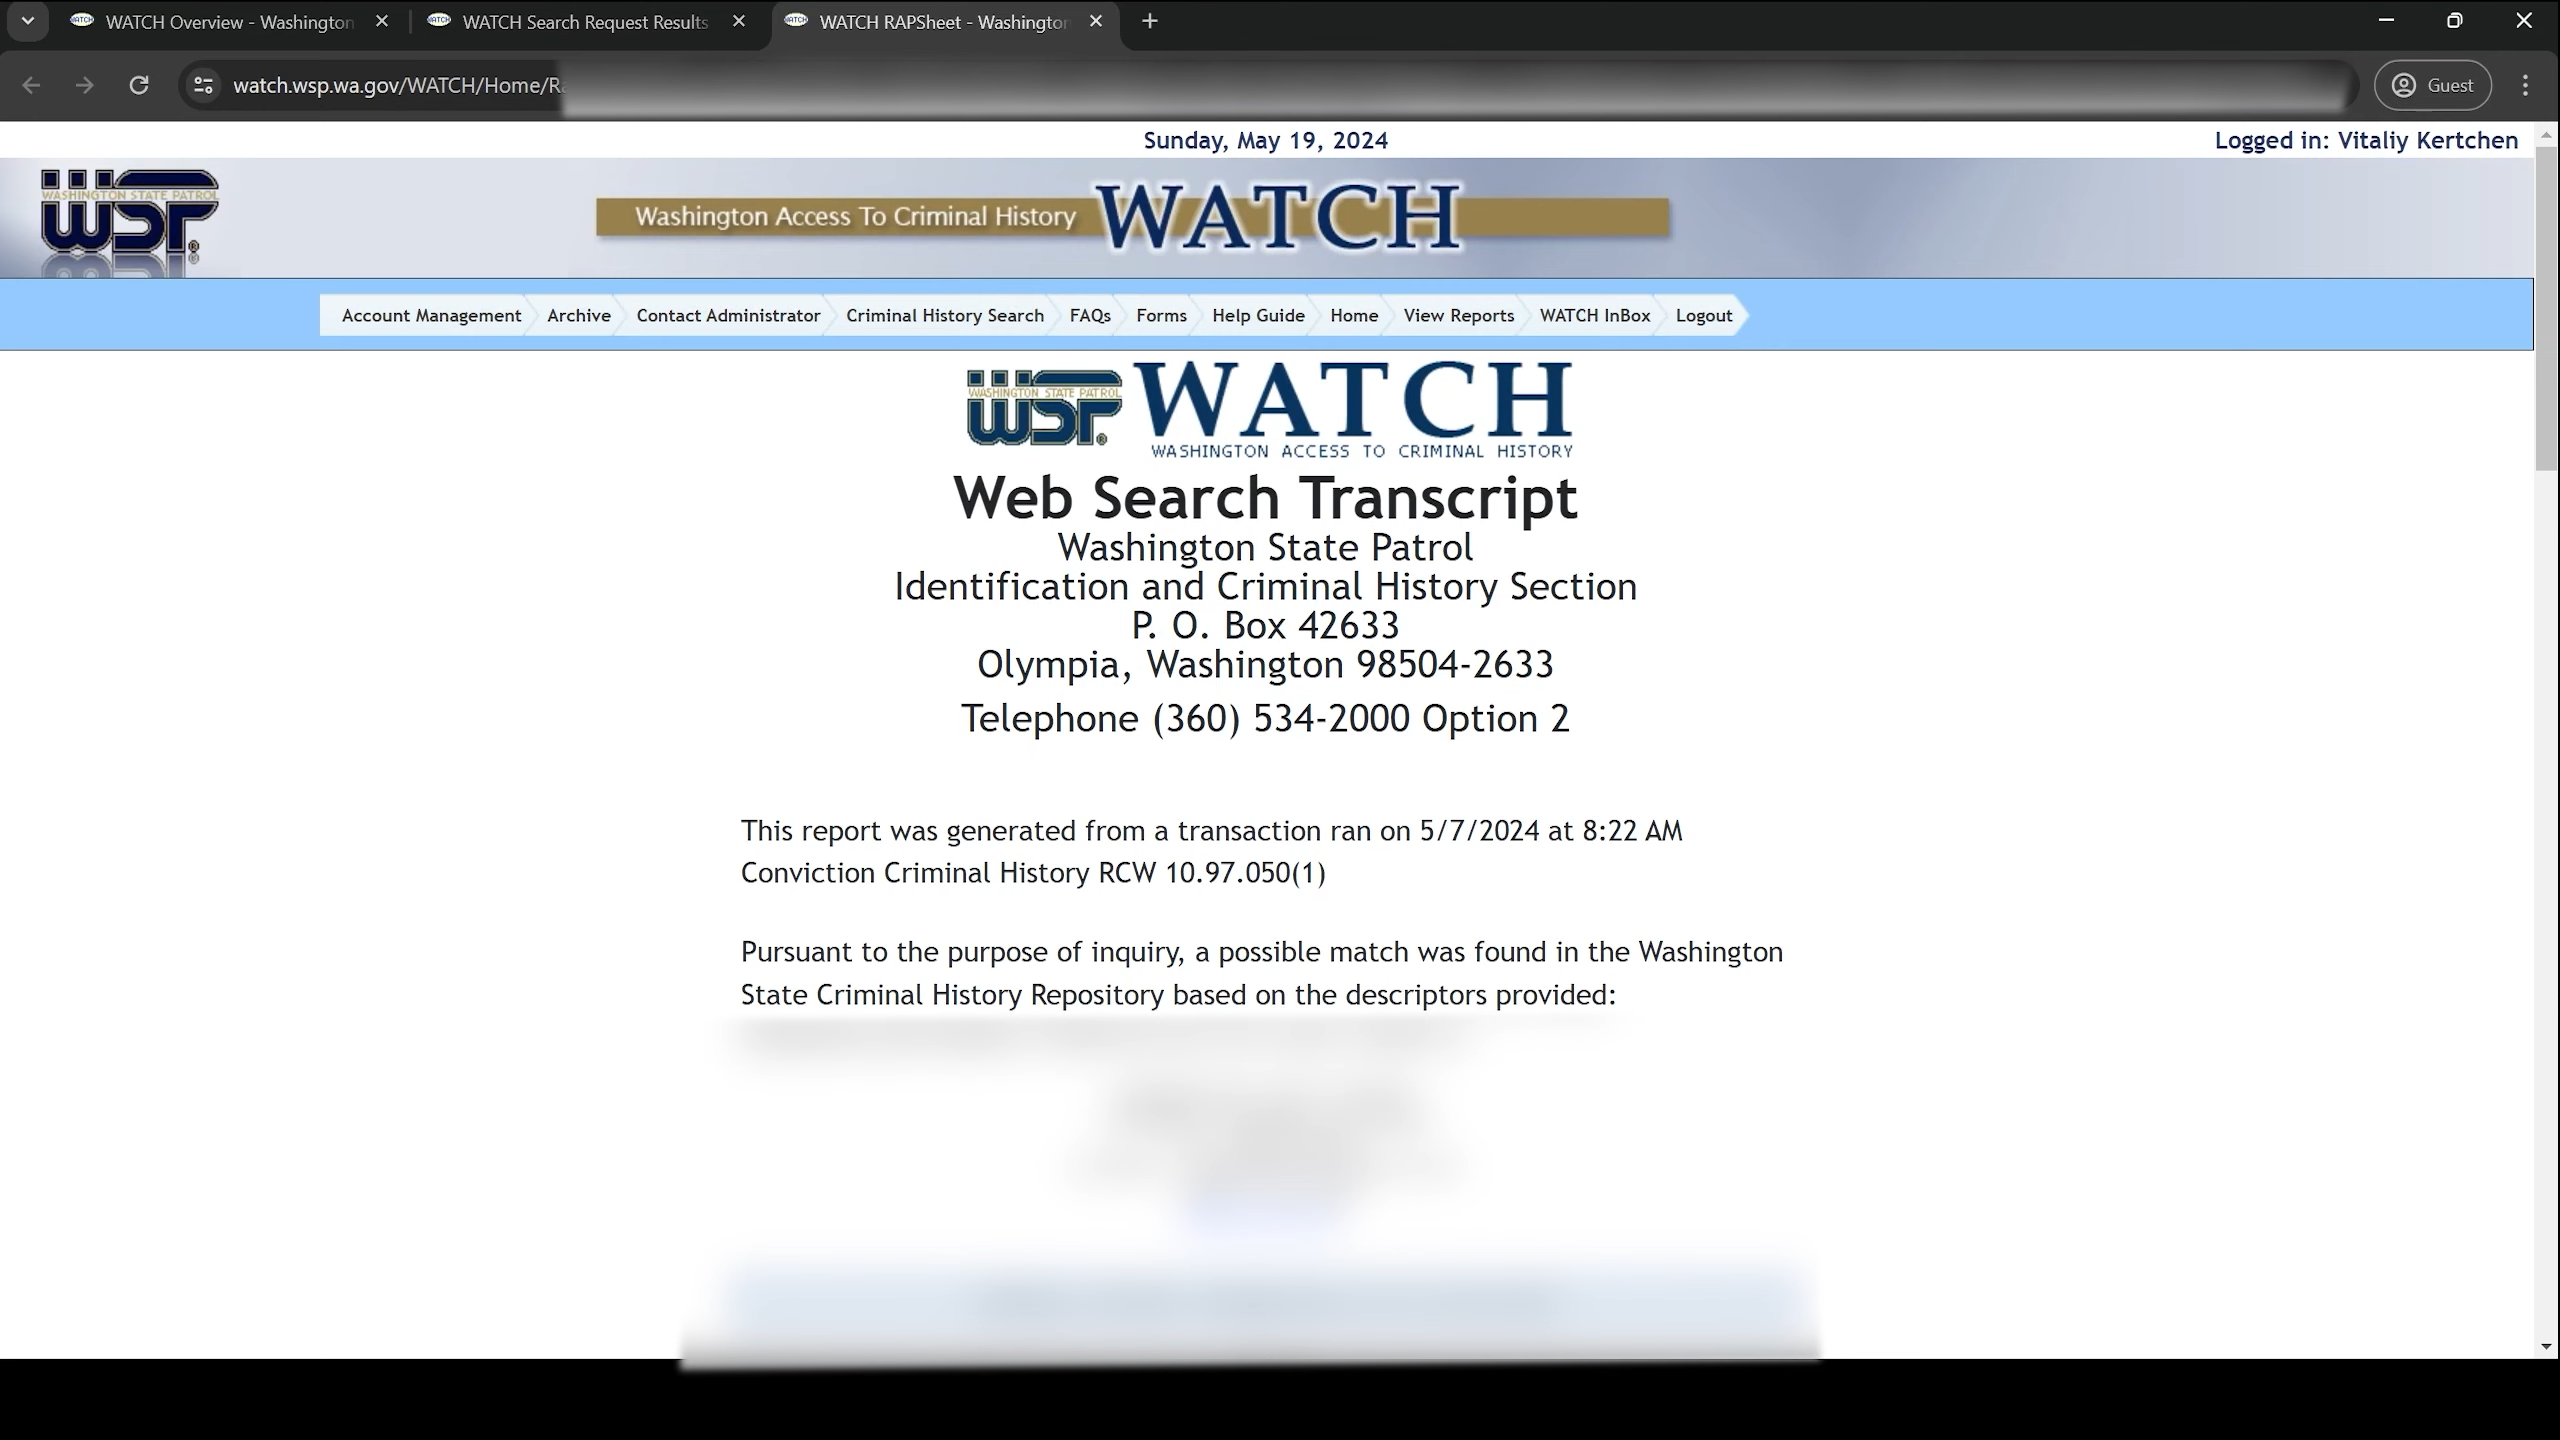 WATCH Overview - Washington
WATCH Search Request Results
WATCH RAPSheet - Washington
watch.wsp.wa.gov/WATCH/Home/Ra
Guest
Sunday, May 19, 2024
Logged in: Vitaliy Kertchen
WASHINGTON STATE PATROL
WSP®
Washington Access To Criminal History
WATCH
Account Management
Archive
Contact Administrator
Criminal History Search
FAQs
Forms
Help Guide
Home
View Reports
WATCH InBox
Logout
WASHINGTON STATE PATROL
WSP®
WATCH
WASHINGTON ACCESS TO CRIMINAL HISTORY
Web Search Transcript
Washington State Patrol
Identification and Criminal History Section
P. O. Box 42633
Olympia, Washington 98504-2633
Telephone (360) 534-2000 Option 2
This report was generated from a transaction ran on 5/7/2024 at 8:22 AM
Conviction Criminal History RCW 10.97.050(1)
Pursuant to the purpose of inquiry, a possible match was found in the Washington
State Criminal History Repository based on the descriptors provided: